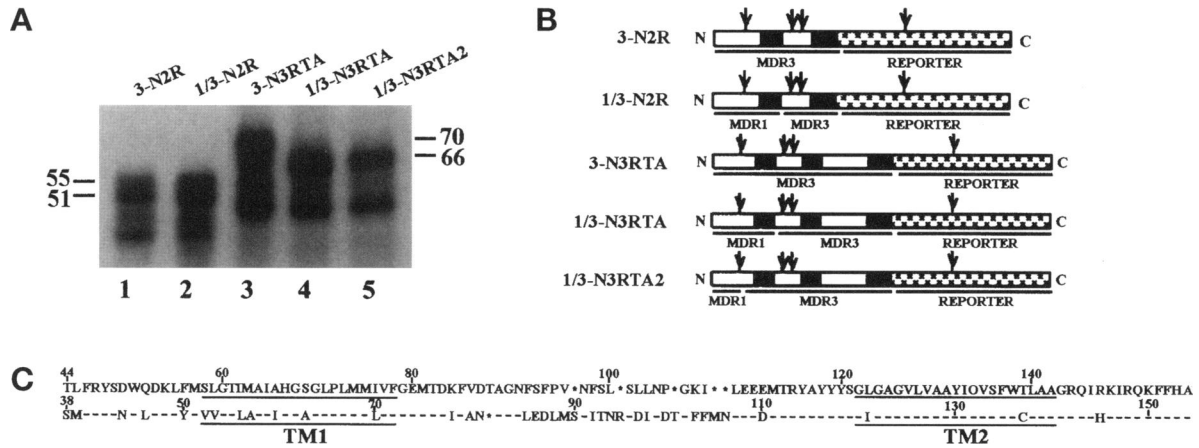 A
3-N2R 1/3-N2R 3-N3RTA 1/3-N3RTA 1/3-N3RTA2
70
66
55
51
1 2 3 4 5
B
3-N2R N C
MDR3 REPORTER
1/3-N2R N C
MDR1 MDR3 REPORTER
3-N3RTA N C
MDR3 REPORTER
1/3-N3RTA N C
MDR1 MDR3 REPORTER
1/3-N3RTA2 N C
MDR1 MDR3 REPORTER
C
44 60 80 100 120 140
TLFRYSDWQDKLFMSLGTIMAIAHGSGLPLMMIVFGEMTDKFVDTAGNFSFPV*NFSL*SLLNP*GKI**LEEEMTRYAYYYSGLGAGVLVAAYIOVSFWTLAAGRQIRKIRQKFFHA
38 50 70 90 110 130 150
SM----N-L---Y-VV--LA--I--A------L-------I-AN*---LEDLMS-ITNR-DI-DT-FFMN---D----------I-------------C------H-------
TM1 TM2